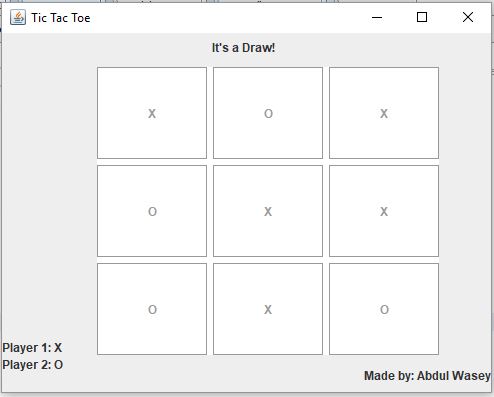 Tic Tac Toe
It's a Draw!
X O X
O X X
O X O
Player 1: X
Player 2: O
Made by: Abdul Wasey